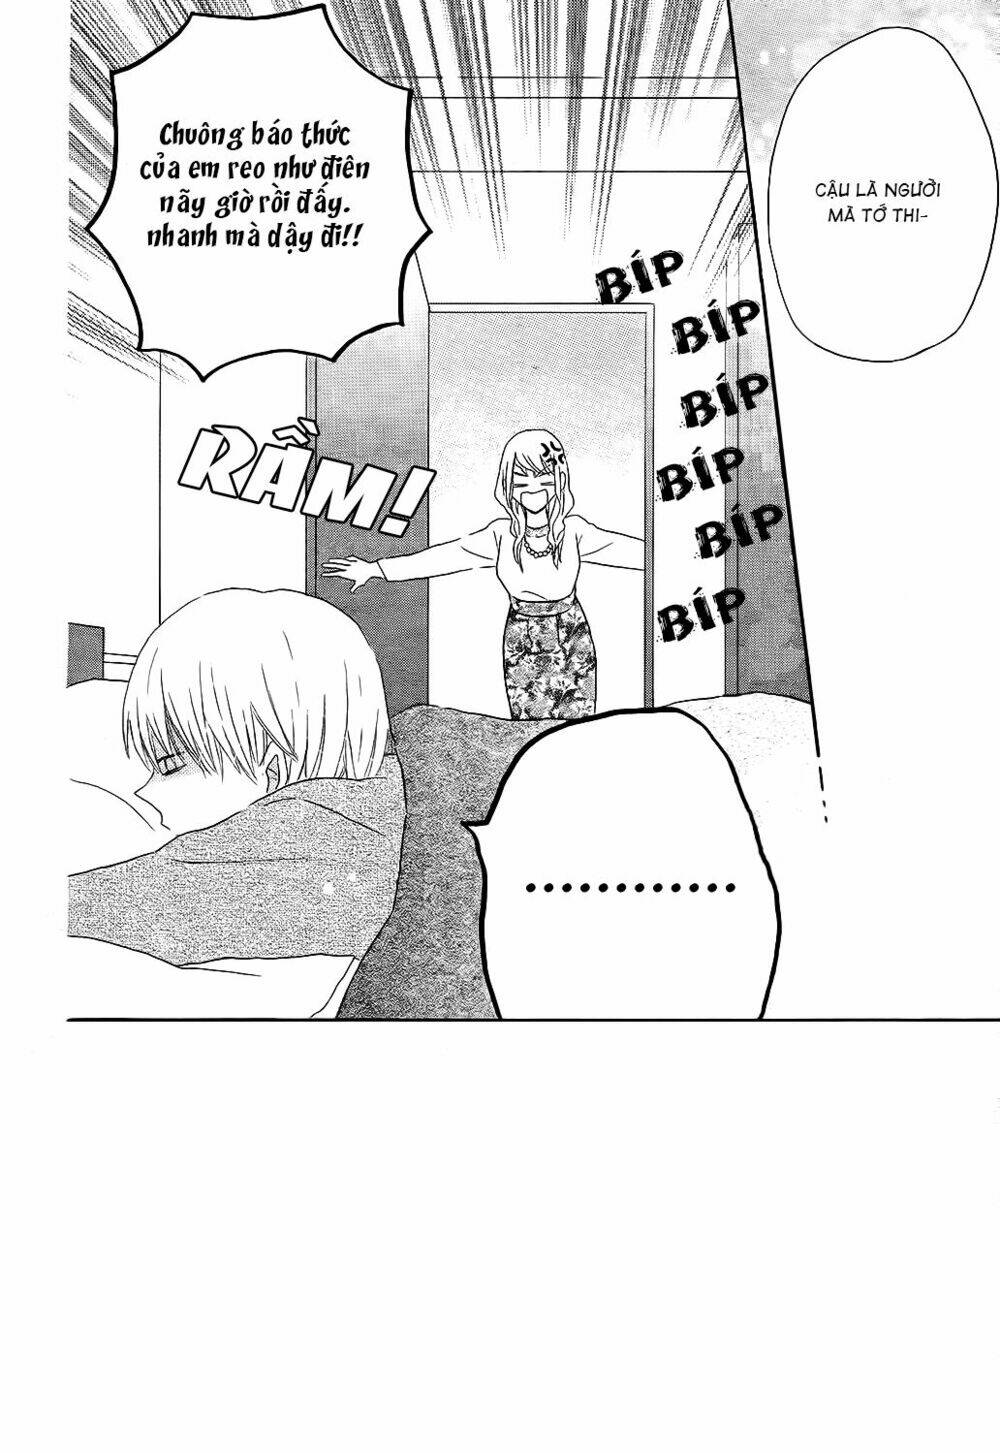 CẬU LÀ NGƯỜI
MÀ TỚ THI-
BÍP
BÍP
BÍP
BÍP
BÍP
BÍP
Chuông báo thức
của em reo như điên
nãy giờ rồi đấy.
nhanh mà dậy đi!!
RẦM!
..............